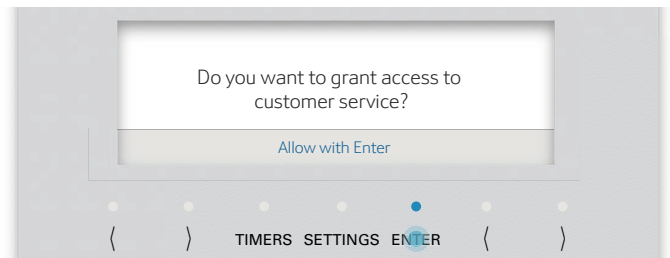 Do you want to grant access to
customer service?
Allow with Enter
⟨ ⟩ TIMERS SETTINGS ENTER ⟨ ⟩